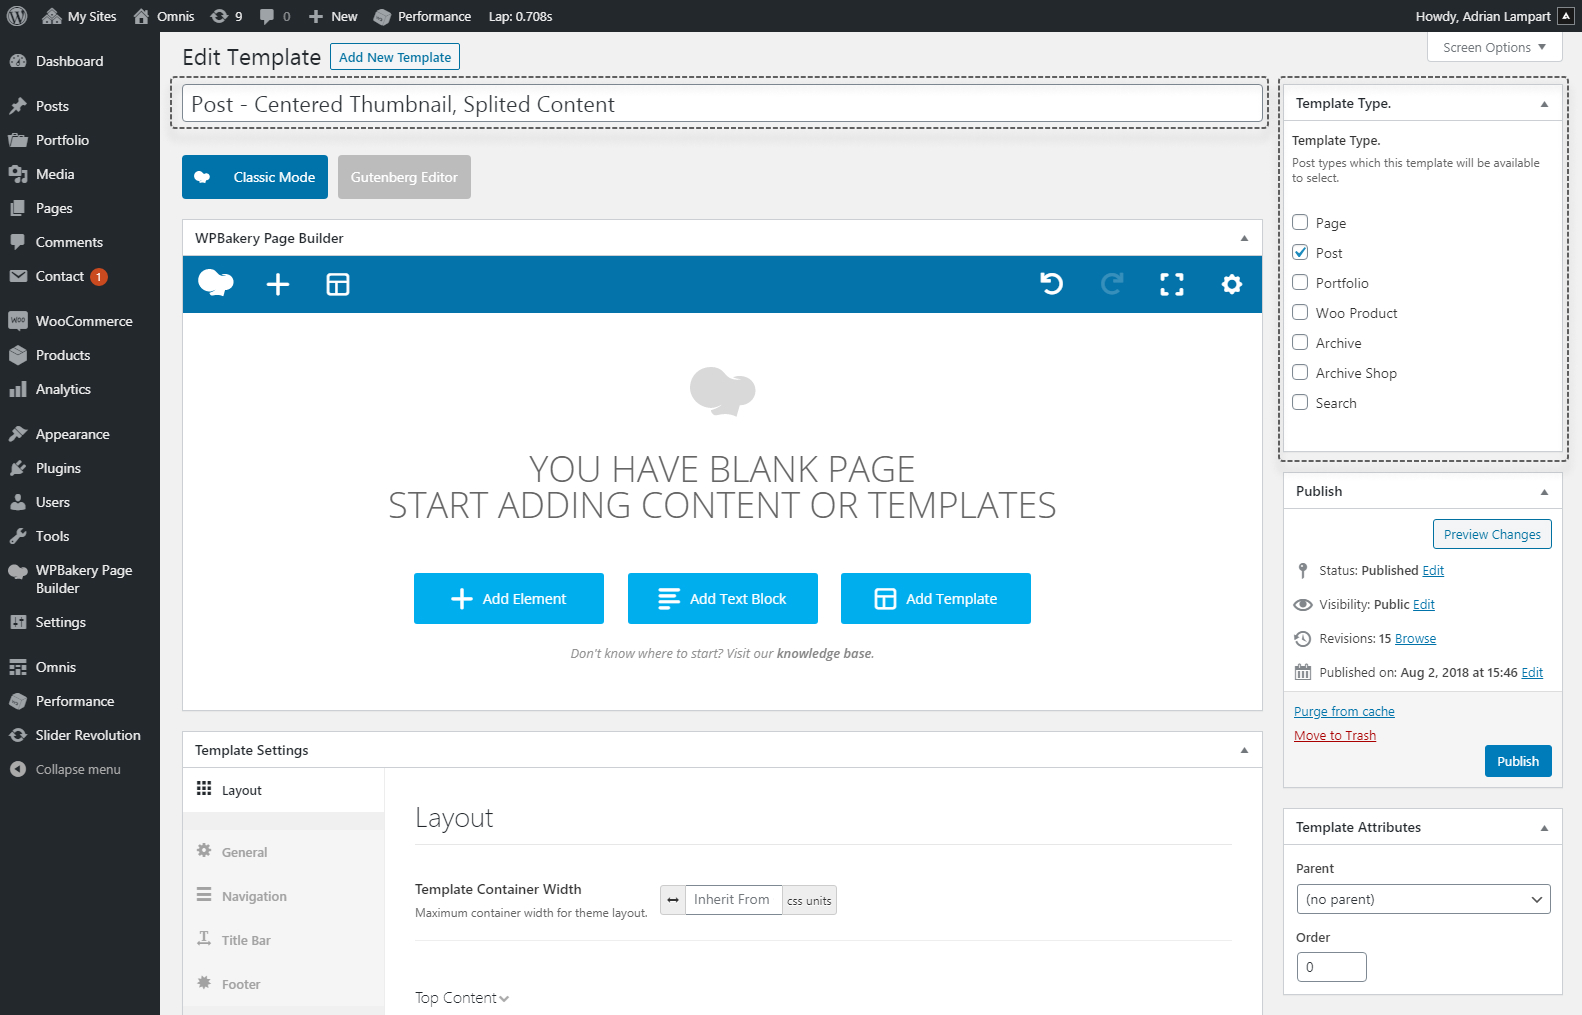 My Sites
Omnis
9
0
New
Performance
Lap: 0.708s
Howdy, Adrian Lampart
Dashboard
Posts
Portfolio
Media
Pages
Comments
Contact 1
WooCommerce
Products
Analytics
Appearance
Plugins
Users
Tools
WPBakery Page
Builder
Settings
Omnis
Performance
Slider Revolution
Collapse menu
Edit Template
Add New Template
Screen Options
Post - Centered Thumbnail, Splited Content
Classic Mode
Gutenberg Editor
WPBakery Page Builder
YOU HAVE BLANK PAGE
START ADDING CONTENT OR TEMPLATES
Add Element
Add Text Block
Add Template
Don't know where to start? Visit our knowledge base.
Template Settings
Layout
General
Navigation
Title Bar
Footer
Layout
Template Container Width
Maximum container width for theme layout.
Inherit From
css units
Top Content
Template Type.
Template Type.
Post types which this template will be available
to select.
Page
Post
Portfolio
Woo Product
Archive
Archive Shop
Search
Publish
Preview Changes
Status: Published Edit
Visibility: Public Edit
Revisions: 15 Browse
Published on: Aug 2, 2018 at 15:46 Edit
Purge from cache
Move to Trash
Publish
Template Attributes
Parent
(no parent)
Order
0